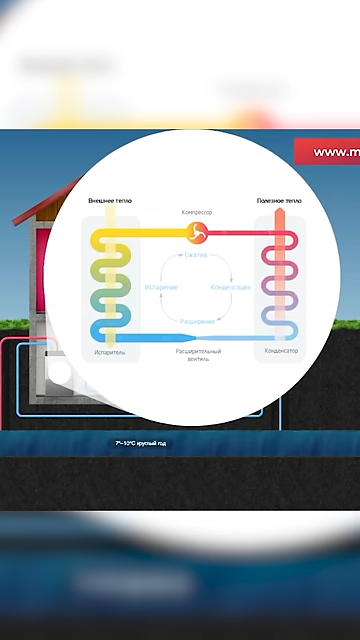 www.m
Внешнее тепло
Полезное тепло
Компрессор
Сжатие
Испарение
Конденсация
Расширение
Испаритель
Расширительный
вентиль
Конденсатор
7°–10°C круглый год